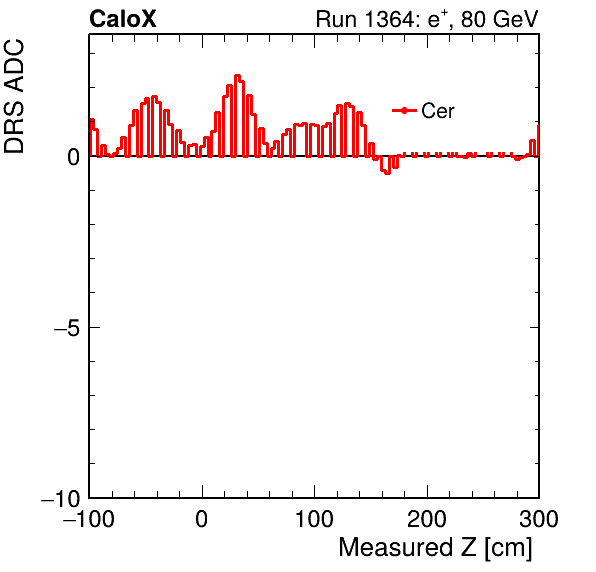 CaloX Run 1364: e⁺, 80 GeV
DRS ADC
Cer
0
−5
−10
−100 0 100 200 300
Measured Z [cm]